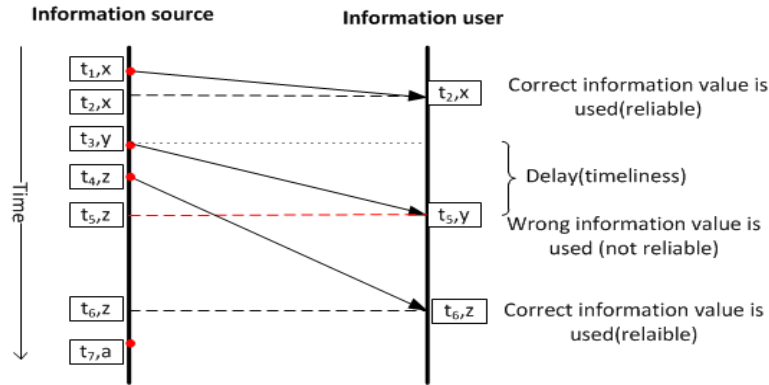 Information source
Information user
t1,x
t2,x
t2,x
Correct information value is
used(reliable)
t3,y
t4,z
Delay(timeliness)
Time
t5,z
t5,y
Wrong information value is
used (not reliable)
t6,z
t6,z
Correct information value is
used(relaible)
t7,a